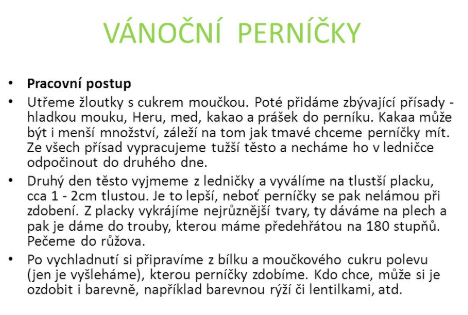 VÁNOČNÍ PERNÍČKY
• Pracovní postup
• Utřeme žloutky s cukrem moučkou. Poté přidáme zbývající přísady -
hladkou mouku, Heru, med, kakao a prášek do perníku. Kakaa může
být i menší množství, záleží na tom jak tmavé chceme perníčky mít.
Ze všech přísad vypracujeme tužší těsto a necháme ho v ledničce
odpočinout do druhého dne.
• Druhý den těsto vyjmeme z ledničky a vyválíme na tlustší placku,
cca 1 - 2cm tlustou. Je to lepší, neboť perníčky se pak nelámou při
zdobení. Z placky vykrájíme nejrůznější tvary, ty dáváme na plech a
pak je dáme do trouby, kterou máme předehřátou na 180 stupňů.
Pečeme do růžova.
• Po vychladnutí si připravíme z bílku a moučkového cukru polevu
(jen je vyšleháme), kterou perníčky zdobíme. Kdo chce, může si je
ozdobit i barevně, například barevnou rýží či lentilkami, atd.